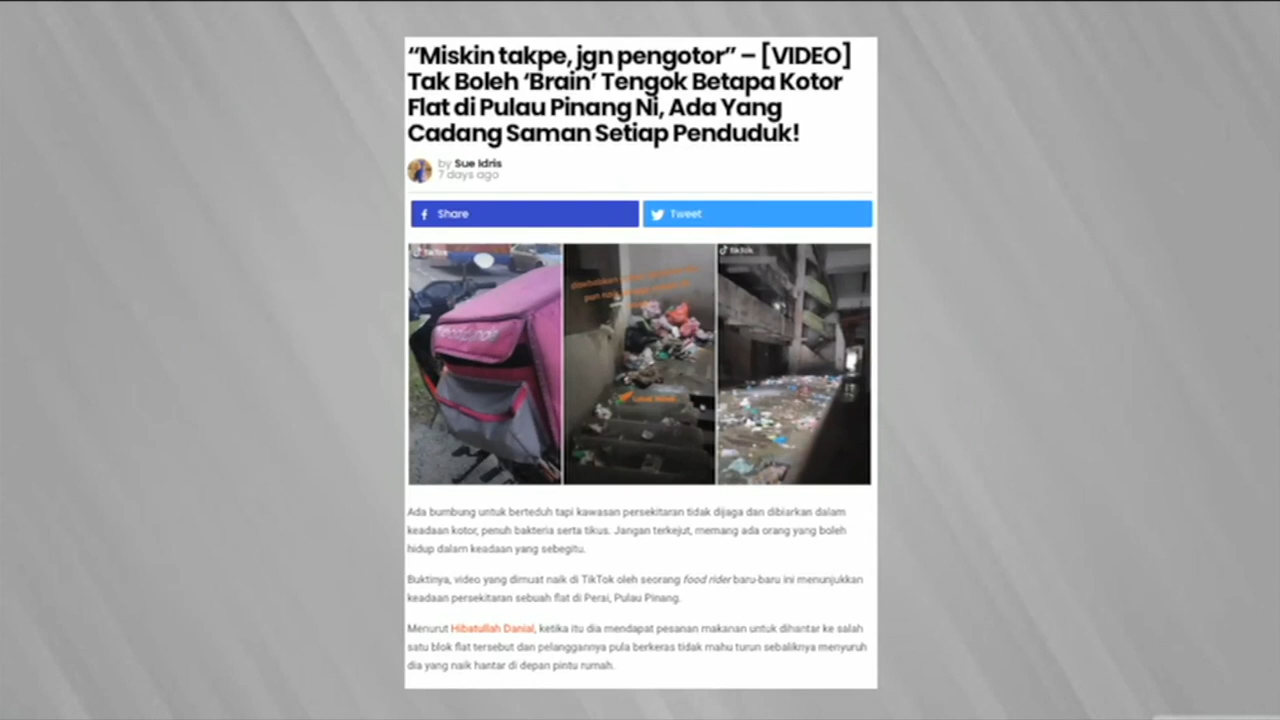 “Miskin takpe, jgn pengotor” – [VIDEO]
Tak Boleh ‘Brain’ Tengok Betapa Kotor
Flat di Pulau Pinang Ni, Ada Yang
Cadang Saman Setiap Penduduk!
by Sue Idris
7 days ago
Share
Tweet
TikTok
TikTok
Ada bumbung untuk berteduh tapi kawasan persekitaran tidak dijaga dan dibiarkan dalam
keadaan kotor, penuh bakteria serta tikus. Jangan terkejut, memang ada orang yang boleh
hidup dalam keadaan yang sebegitu.
Buktinya, video yang dimuat naik di TikTok oleh seorang food rider baru-baru ini menunjukkan
keadaan persekitaran sebuah flat di Perai, Pulau Pinang.
Menurut Hibatullah Danial, ketika itu dia mendapat pesanan makanan untuk dihantar ke salah
satu blok flat tersebut dan pelanggannya pula berkeras tidak mahu turun sebaliknya menyuruh
dia yang naik hantar di depan pintu rumah.